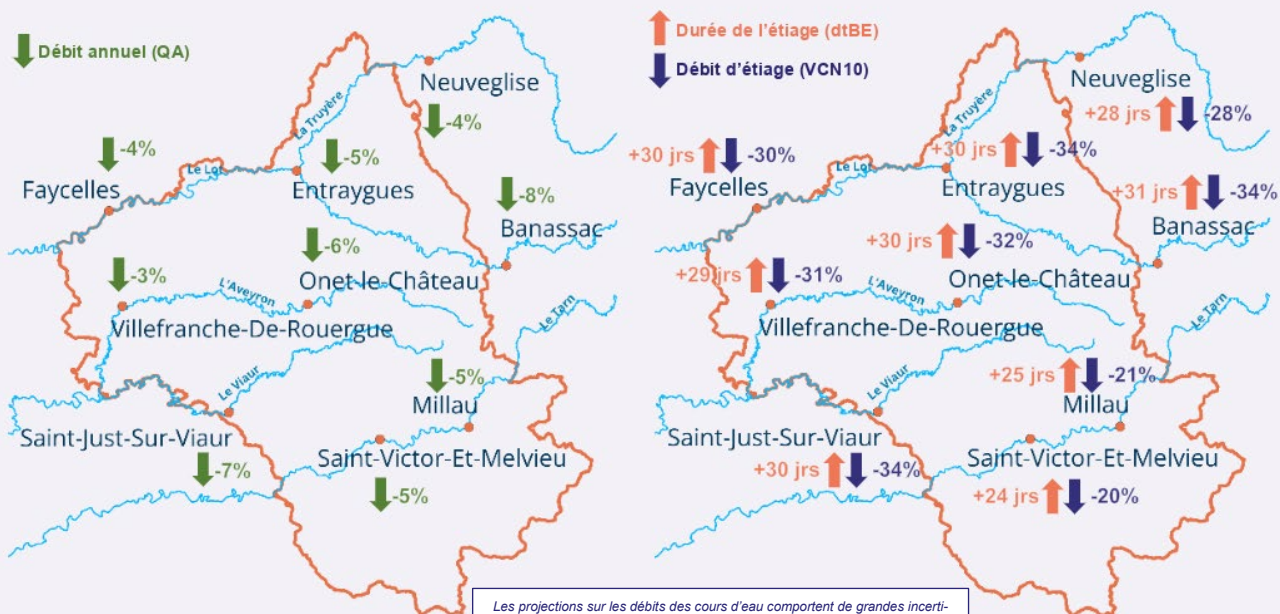 Débit annuel (QA)
Neuveglise
-4%
La Truyère
-4%
-5%
Le Lot
Faycelles
Entraygues
-8%
Banassac
-6%
Onet-le-Château
-3%
L'Aveyron
Villefranche-De-Rouergue
Le Tarn
Le Viaur
-5%
Millau
Saint-Just-Sur-Viaur
-7%
Saint-Victor-Et-Melvieu
-5%
Durée de l'étiage (dtBE)
Débit d'étiage (VCN10)
Neuveglise
+28 jrs -28%
La Truyère
+30 jrs -30%
+30 jrs -34%
Le Lot
Faycelles
Entraygues
+31 jrs -34%
Banassac
+30 jrs -32%
Onet-le-Château
+29 jrs -31%
L'Aveyron
Villefranche-De-Rouergue
Le Tarn
Le Viaur
+25 jrs -21%
Millau
Saint-Just-Sur-Viaur
+30 jrs -34%
Saint-Victor-Et-Melvieu
+24 jrs -20%
Les projections sur les débits des cours d'eau comportent de grandes incerti-